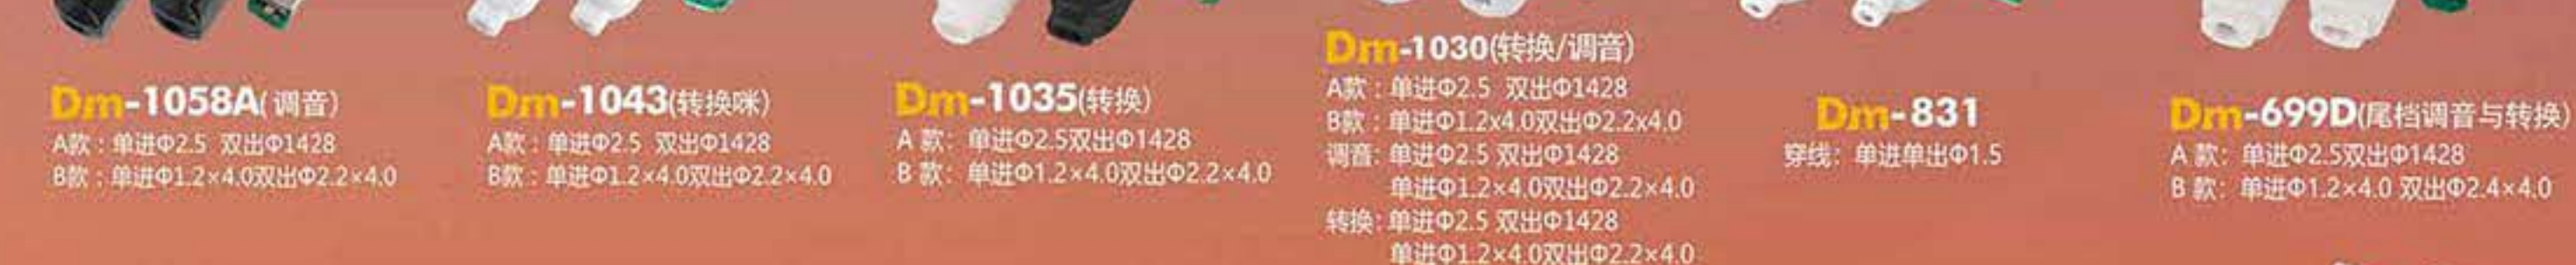 Dm-1058A(调音)
A款：单进Φ2.5 双出Φ1428
B款：单进Φ1.2×4.0双出Φ2.2×4.0
Dm-1043(转换咪)
A款：单进Φ2.5 双出Φ1428
B款：单进Φ1.2×4.0双出Φ2.2×4.0
Dm-1035(转换)
A 款：单进Φ2.5双出Φ1428
B 款：单进Φ1.2×4.0双出Φ2.2×4.0
Dm-1030(转换/调音)
A款：单进Φ2.5 双出Φ1428
B款：单进Φ1.2x4.0双出Φ2.2x4.0
调音: 单进Φ2.5 双出Φ1428
单进Φ1.2×4.0双出Φ2.2×4.0
转换: 单进Φ2.5 双出Φ1428
单进Φ1.2×4.0双出Φ2.2×4.0
Dm-831
穿线：单进单出Φ1.5
Dm-699D(尾档调音与转换)
A 款：单进Φ2.5双出Φ1428
B 款：单进Φ1.2×4.0 双出Φ2.4×4.0